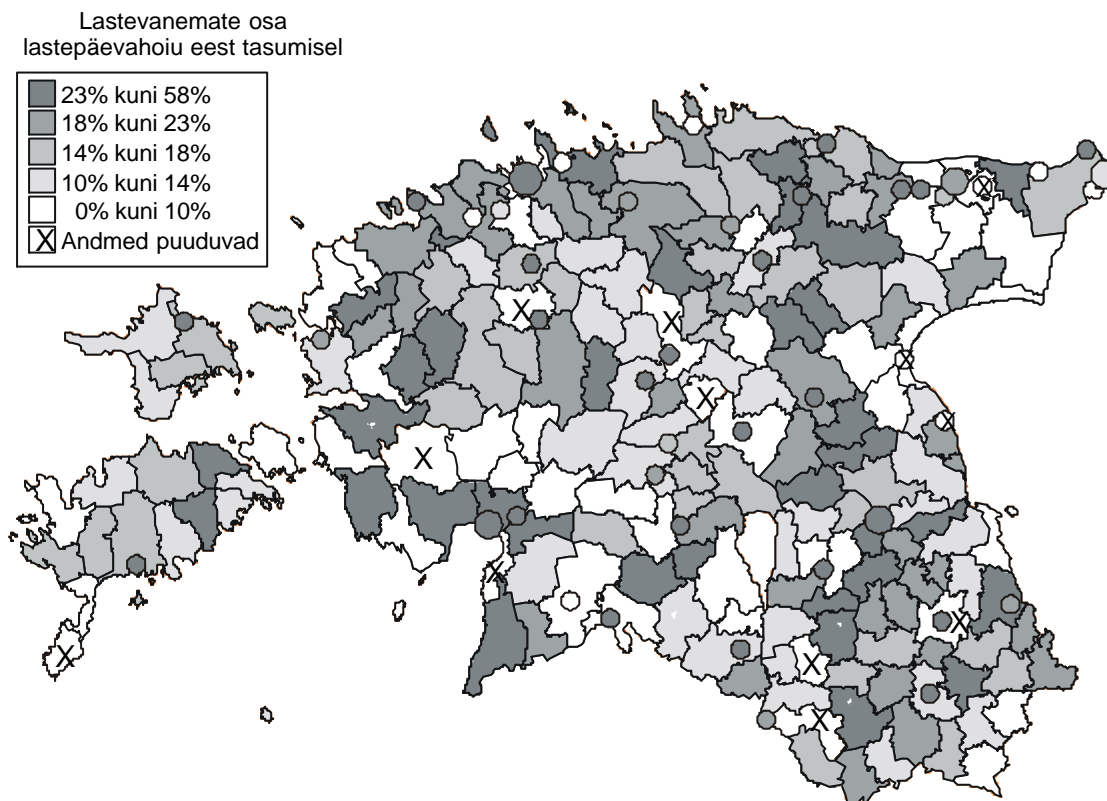 Lastevanemate osa
lastepäevahoiu eest tasumisel
23% kuni 58%
18% kuni 23%
14% kuni 18%
10% kuni 14%
0% kuni 10%
X Andmed puuduvad
X
X
X
X
X
X
X
X
X
X
X
X